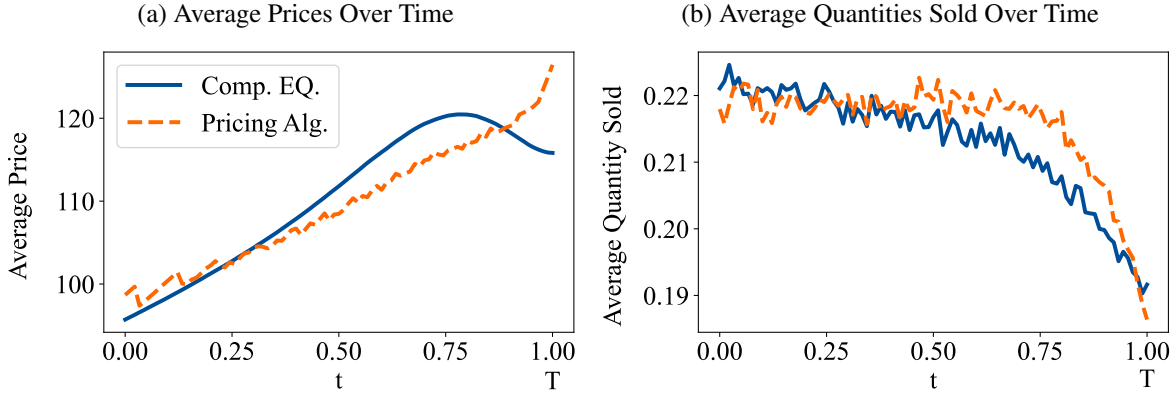 (a) Average Prices Over Time
Average Price
120
110
100
Comp. EQ.
Pricing Alg.
0.00 0.25 0.50 0.75 1.00
t T
(b) Average Quantities Sold Over Time
Average Quantity Sold
0.22
0.21
0.20
0.19
0.00 0.25 0.50 0.75 1.00
t T